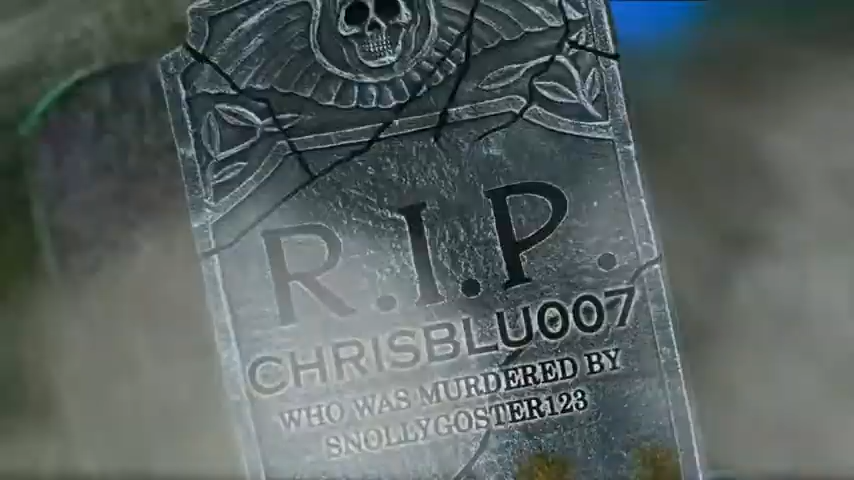 R.I.P.
CHRISBLU007
WHO WAS MURDERED BY
SNOLLYGOSTER123